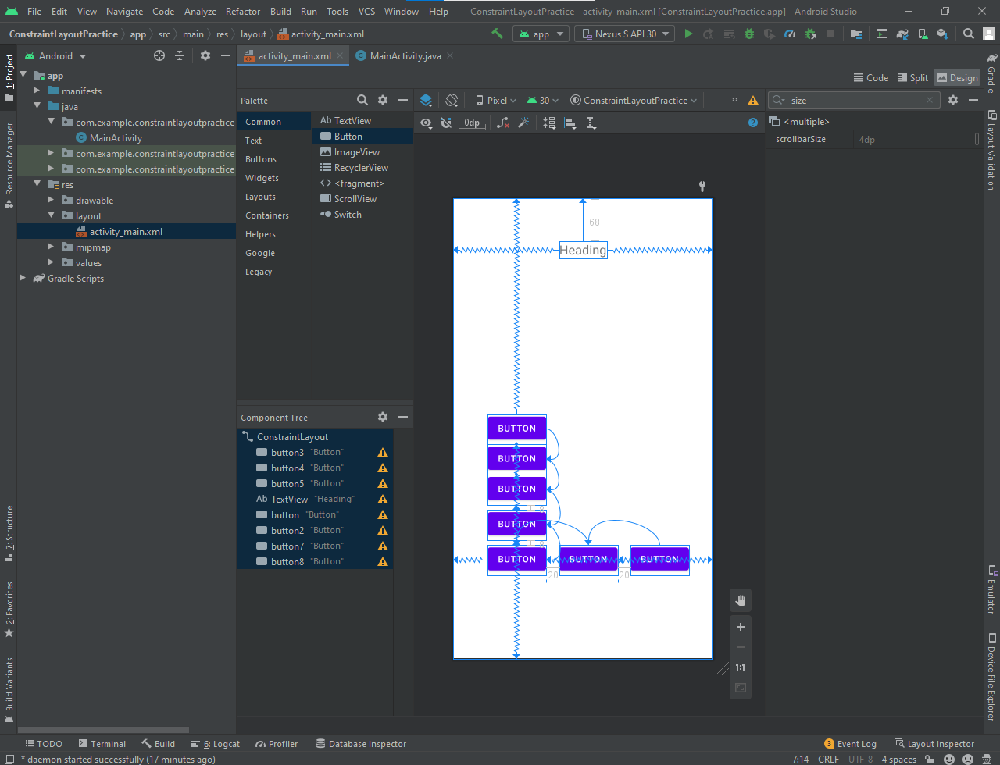 File Edit View Navigate Code Analyze Refactor Build Run Tools VCS Window Help ConstraintLayoutPractice - activity_main.xml [ConstraintLayoutPractice.app] - Android Studio
ConstraintLayoutPractice app src main res layout activity_main.xml app Nexus S API 30
1: Project
Resource Manager
7: Structure
2: Favorites
Build Variants
Android
app
manifests
java
com.example.constraintlayoutpractice
MainActivity
com.example.constraintlayoutpractice
com.example.constraintlayoutpractice
res
drawable
layout
activity_main.xml
mipmap
values
Gradle Scripts
activity_main.xml MainActivity.java
Code Split Design
Palette
Common
Text
Buttons
Widgets
Layouts
Containers
Helpers
Google
Legacy
Ab TextView
Button
ImageView
RecyclerView
<fragment>
ScrollView
Switch
Component Tree
ConstraintLayout
button3 "Button"
button4 "Button"
button5 "Button"
Ab TextView "Heading"
button "Button"
button2 "Button"
button7 "Button"
button8 "Button"
Pixel 30 ConstraintLayoutPractice »
0dp
68
Heading
BUTTON
BUTTON
BUTTON
BUTTON
8
8
BUTTON BUTTON BUTTON
20 20
1:1
size
<multiple>
scrollbarSize 4dp
Gradle
Layout Validation
Emulator
Device File Explorer
TODO Terminal Build 6: Logcat Profiler Database Inspector 3 Event Log Layout Inspector
* daemon started successfully (17 minutes ago) 7:14 CRLF UTF-8 4 spaces